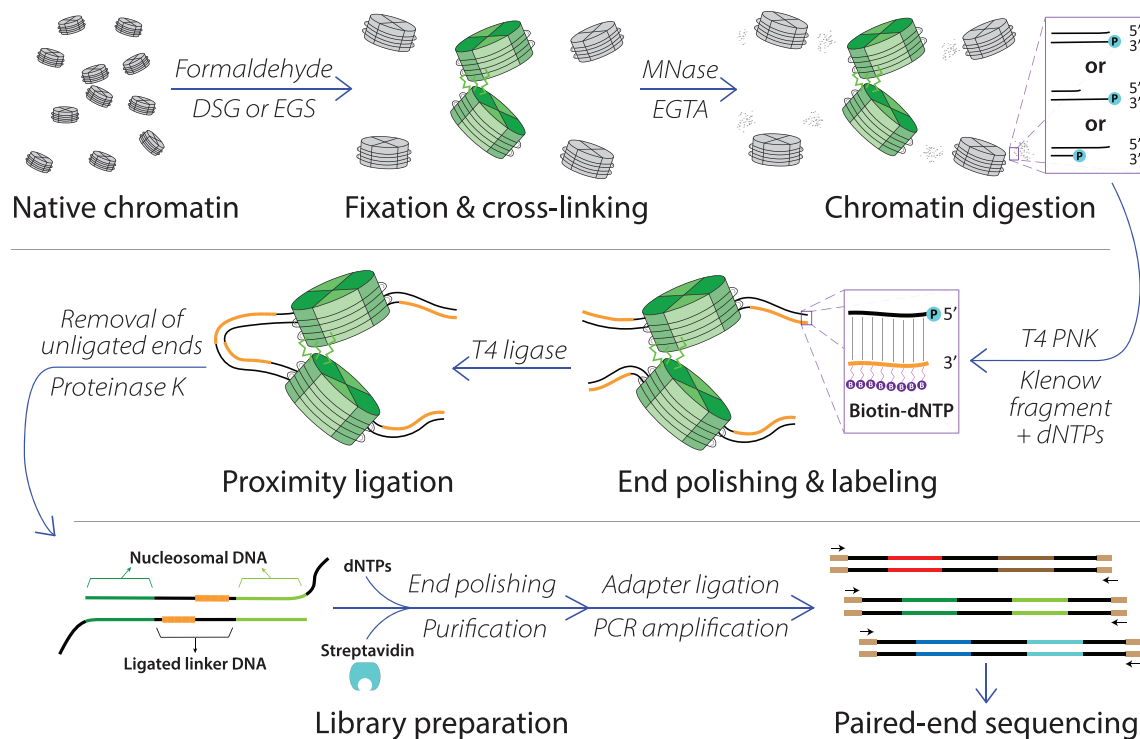 Formaldehyde
DSG or EGS
MNase
EGTA
P
5’
3’
or
P
5’
3’
or
P
5’
3’
Native chromatin
Fixation & cross-linking
Chromatin digestion
Removal of
unligated ends
Proteinase K
T4 ligase
P 5’
3’
B B B B B B B B
Biotin-dNTP
T4 PNK
Klenow
fragment
+ dNTPs
Proximity ligation
End polishing & labeling
Nucleosomal DNA
Ligated linker DNA
dNTPs
Streptavidin
End polishing
Purification
Adapter ligation
PCR amplification
Library preparation
Paired-end sequencing